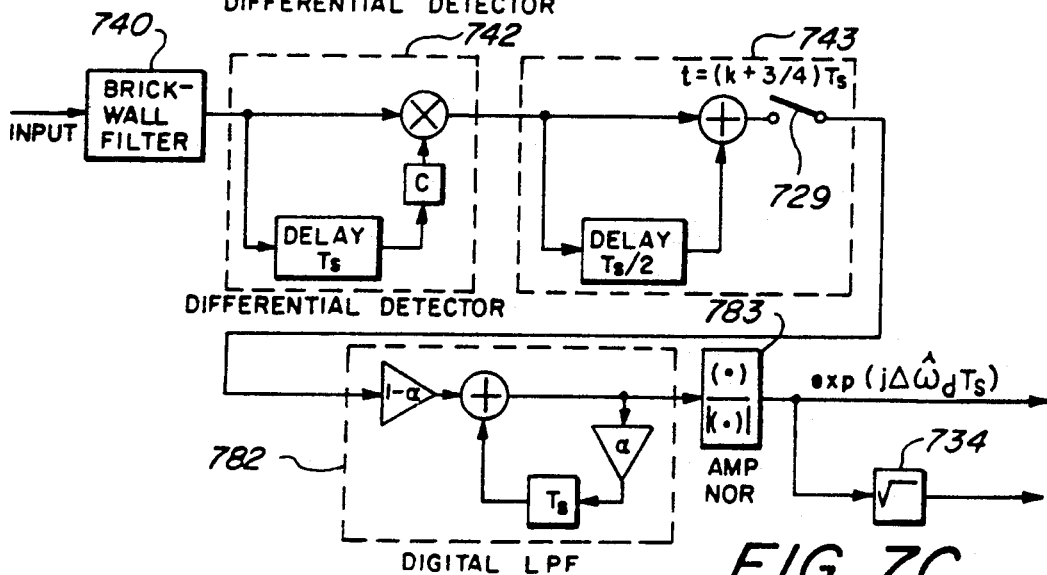 DIFFERENTIAL DETECTOR
740
742
743
BRICK-
WALL
FILTER
INPUT
t=(k+3/4)Ts
C
729
DELAY
Ts
DELAY
Ts/2
DIFFERENTIAL DETECTOR
783
1-α
(•)
|(•)|
exp (jΔω̂dTs)
α
782
734
AMP
NOR
Ts
√
DIGITAL LPF
FIG. 7C